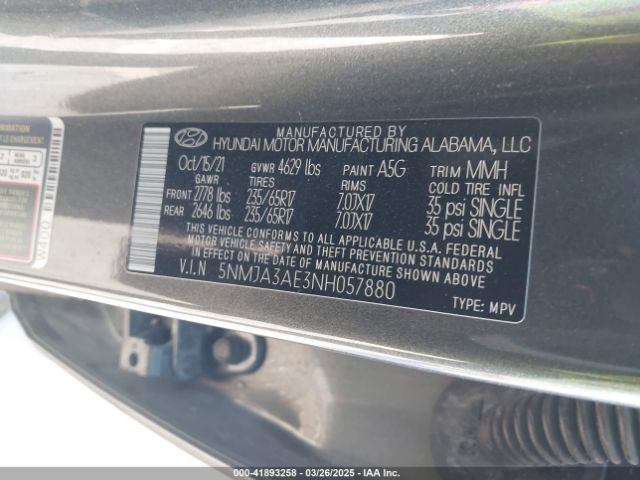 MANUFACTURED BY
HYUNDAI MOTOR MANUFACTURING ALABAMA, LLC
Oct/15/21 GVWR 4629 lbs PAINT A5G TRIM MMH
GAWR TIRES RIMS COLD TIRE INFL
FRONT 2778 lbs 235/65R17 7.0JX17 35 psi SINGLE
REAR 2646 lbs 235/65R17 7.0JX17 35 psi SINGLE
THIS VEHICLE CONFORMS TO ALL APPLICABLE U.S.A. FEDERAL
MOTOR VEHICLE SAFETY AND THEFT PREVENTION STANDARDS
IN EFFECT ON THE DATE OF MANUFACTURE SHOWN ABOVE
V.I.N 5NMJA3AE3NH057880
TYPE: MPV
00-41893258 - 03/26/2025 - Copyright IAA, LLC.